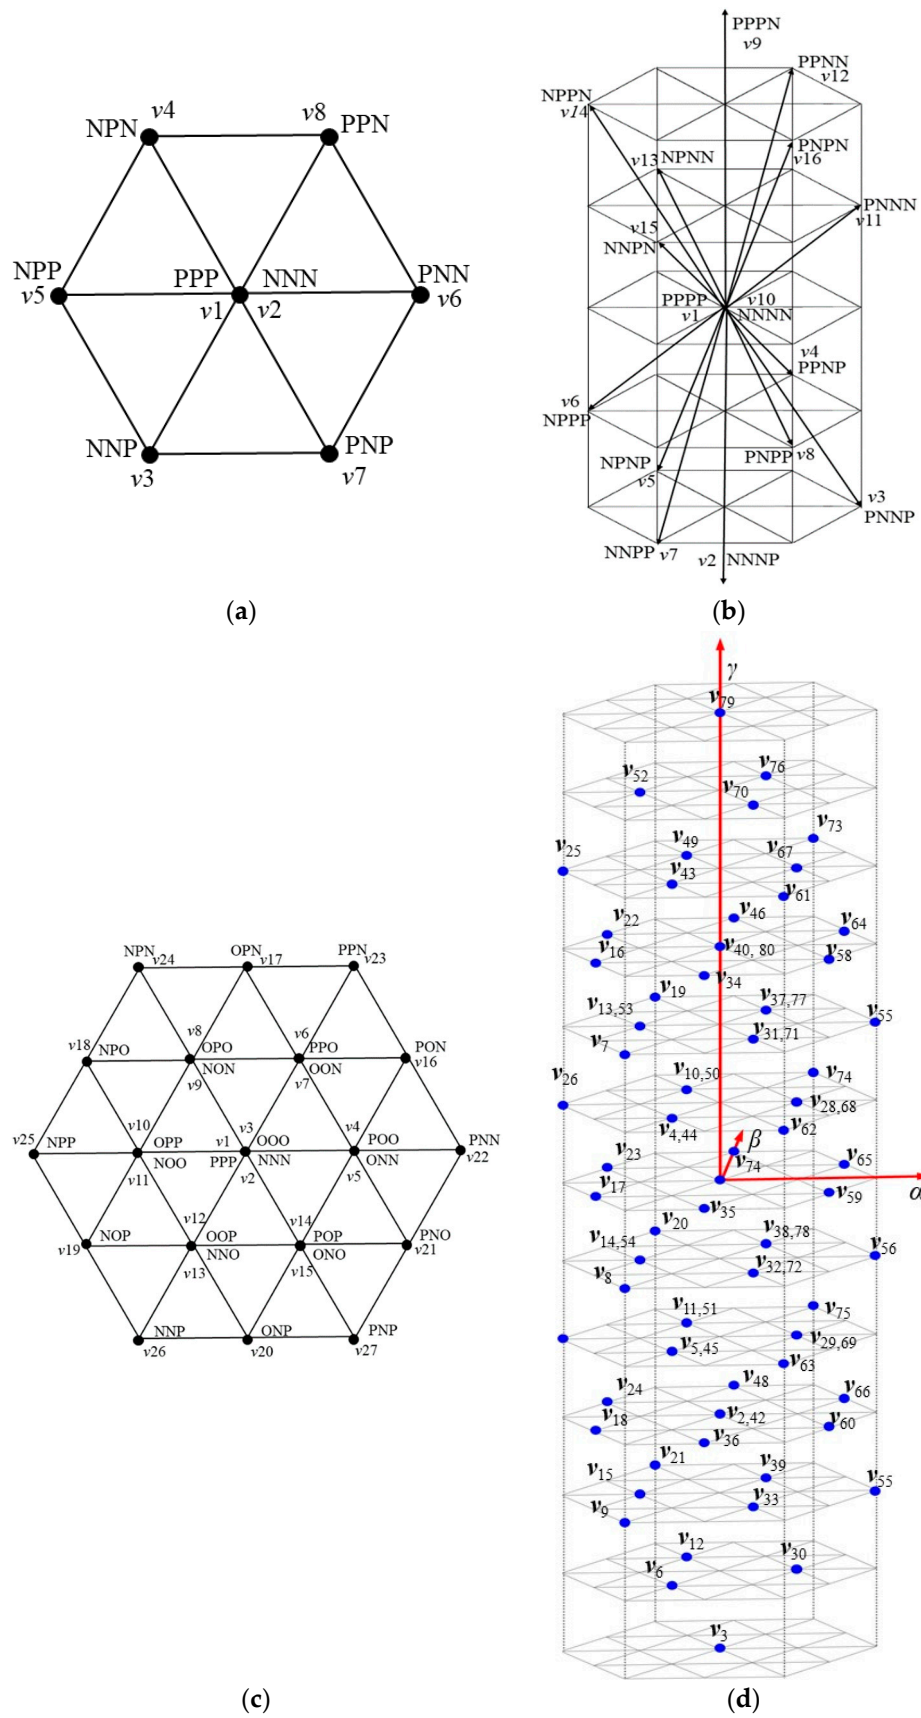 v4 v8
NPN PPN
NPP PPP NNN PNN
v5 v1 v2 v6
NNP PNP
v3 v7
(a)
PPPN
v9
PPNN
v12
NPPN
v14
PNPN
v16
v13 NPNN
PNNN
v11
v15
NNPN
PPPP v10
v1 NNNN
v4
PPNP
v6
NPPP
PNPP v8
NPNP
v5
v3
PNNP
NNPP v7 v2 NNNP
(b)
NPN OPN PPN
v24 v17 v23
v8 v6
v18 NPO OPO PPO PON
NON OON v16
v9 v7
v10 v1 v3 v4
v25 NPP OPP OOO POO PNN
NOO PPP NNN ONN v22
v11 v2 v5
v12 v14
NOP OOP POP PNO
v19 NNO ONO v21
v13 v15
NNP ONP PNP
v26 v20 v27
(c)
γ
v79
v52 v76
v70
v73
v25 v49 v67
v43
v61
v22 v46 v64
v16 v40, 80 v58
v34
v19
v13,53 v37,77 v55
v7 v31,71
v26 v10,50 v74
v28,68
v4,44 v62
v23 β
v74 v65
v17 α
v59
v35
v20
v14,54 v38,78 v56
v8 v32,72
v11,51 v75
v29,69
v5,45 v63
v24 v48 v66
v18 v2,42 v60
v36
v21
v15 v39 v55
v9 v33
v12 v30
v6
v3
(d)